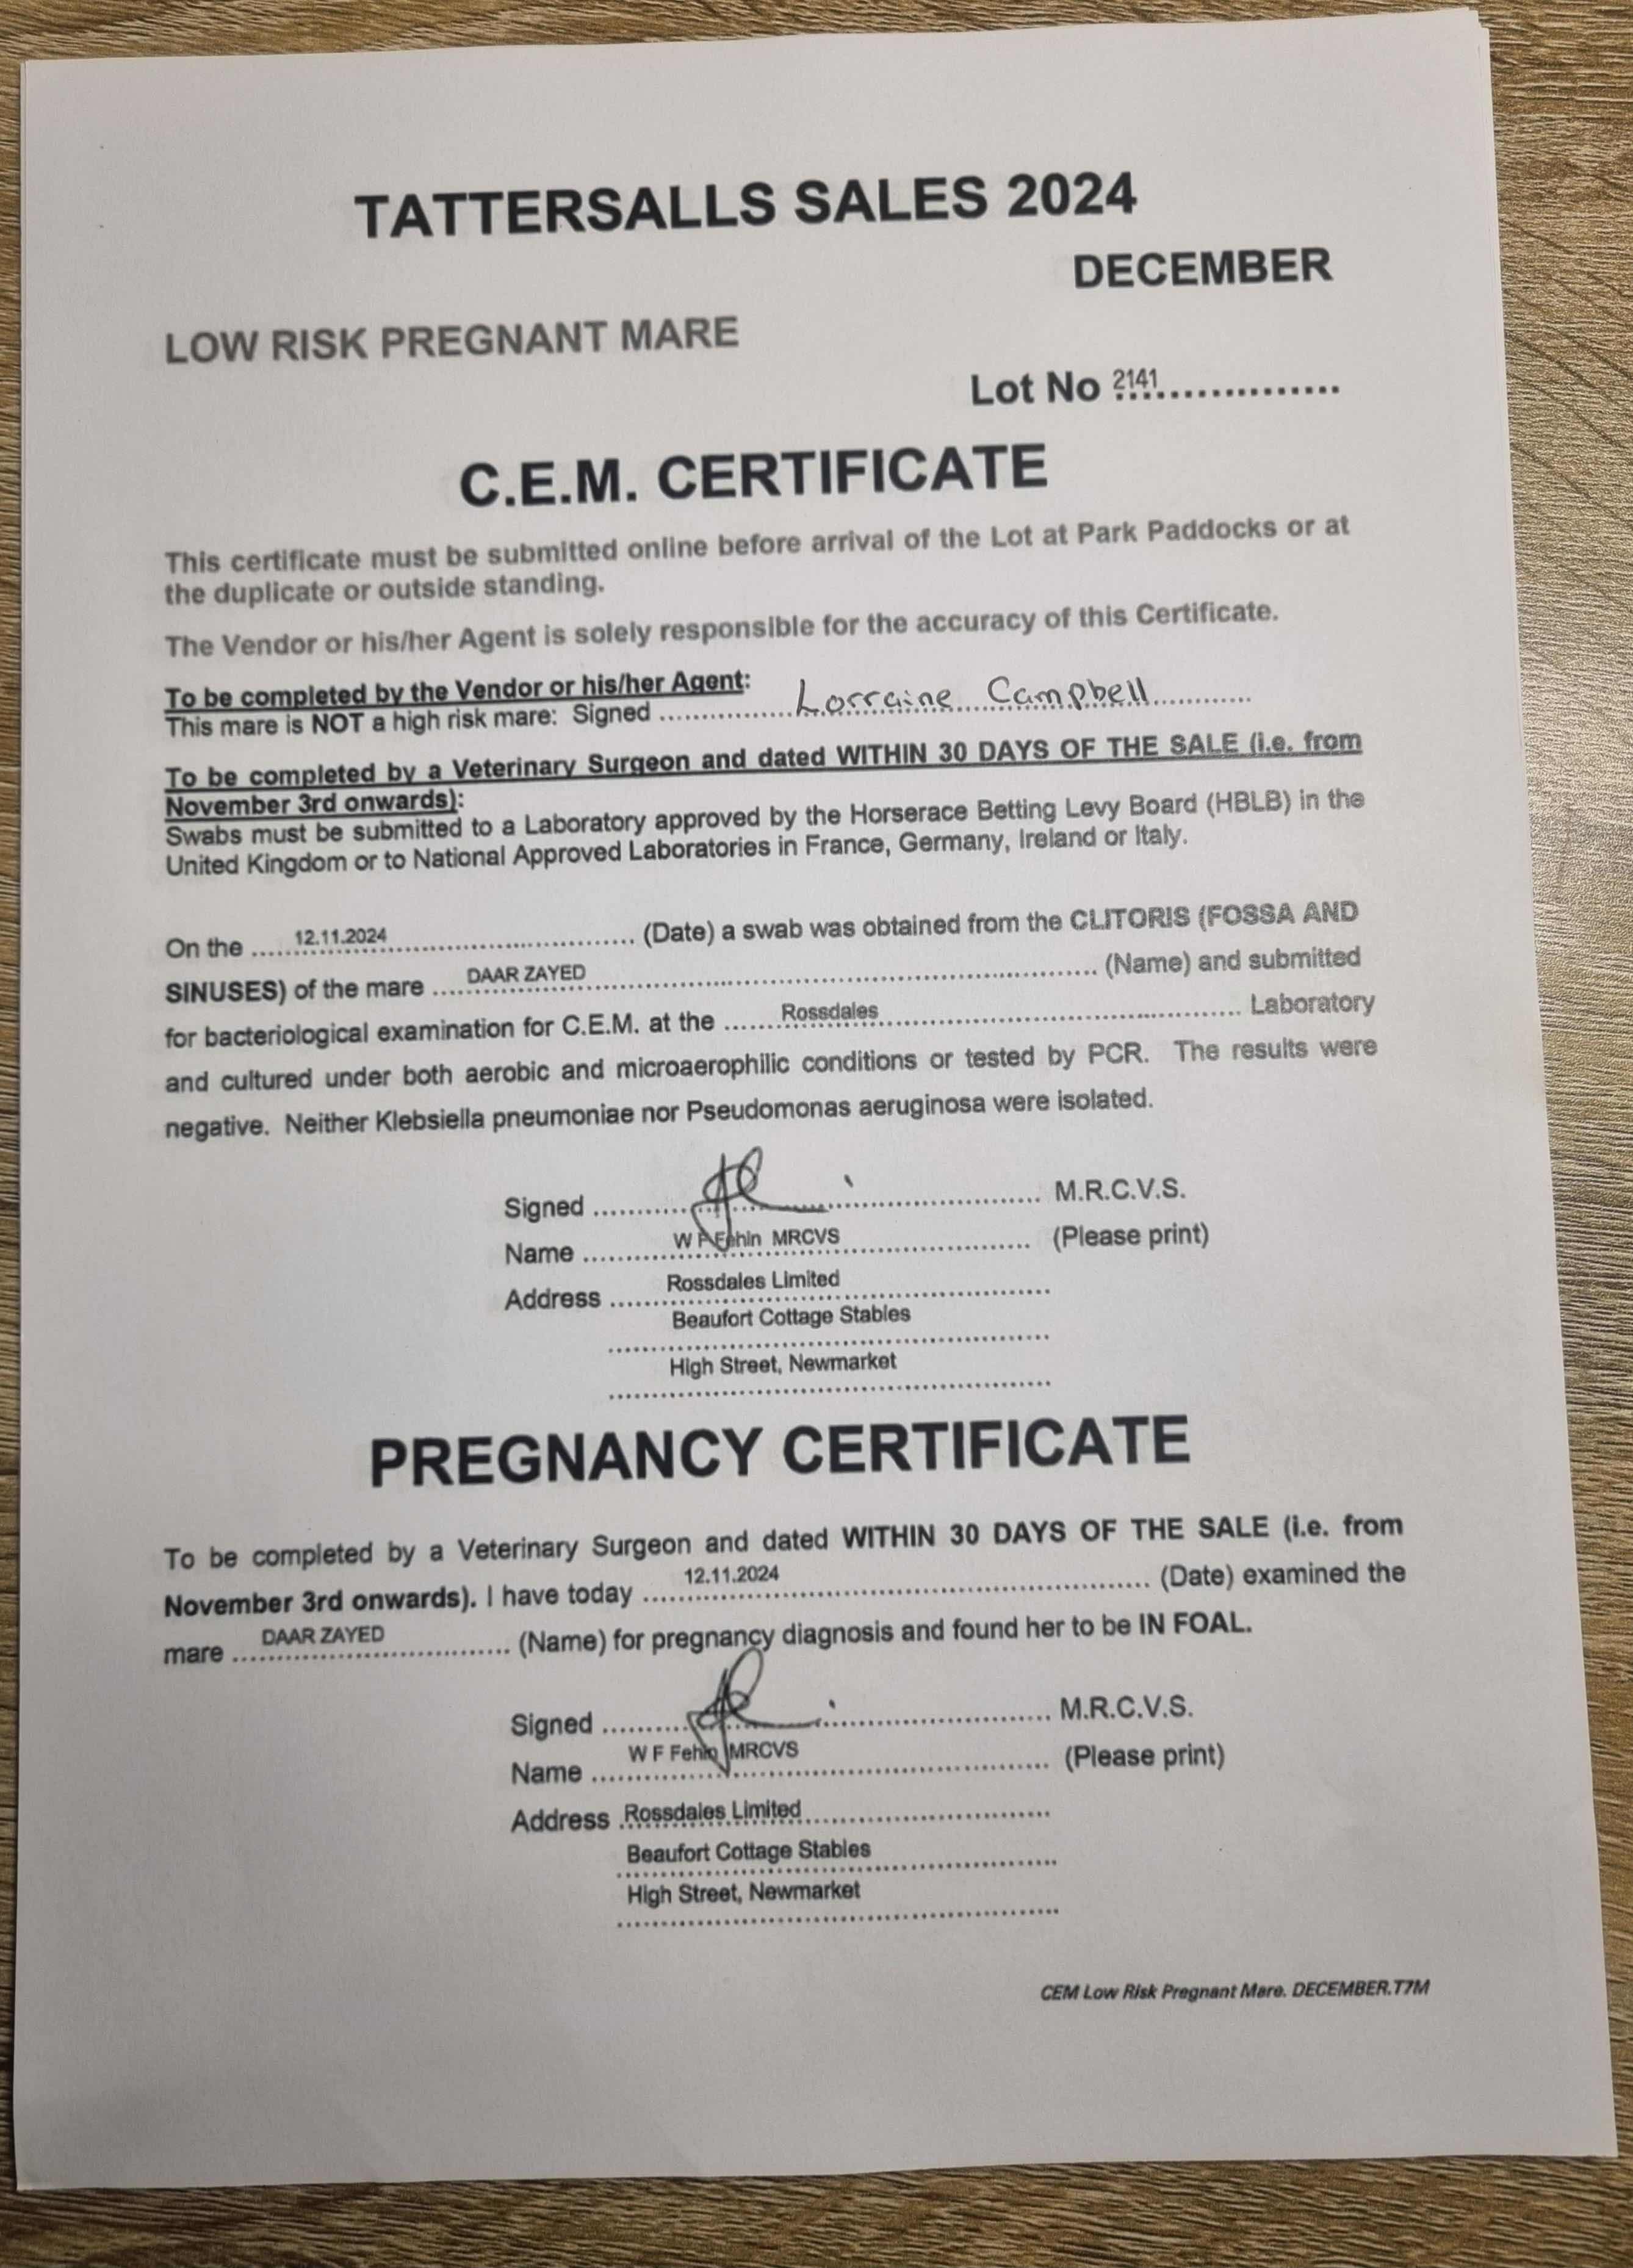 TATTERSALLS SALES 2024
DECEMBER
LOW RISK PREGNANT MARE
Lot No 2141...............
C.E.M. CERTIFICATE
This certificate must be submitted online before arrival of the Lot at Park Paddocks or at
the duplicate or outside standing.
The Vendor or his/her Agent is solely responsible for the accuracy of this Certificate.
To be completed by the Vendor or his/her Agent:
This mare is NOT a high risk mare: Signed ............... Lorraine Campbell ...............
To be completed by a Veterinary Surgeon and dated WITHIN 30 DAYS OF THE SALE (i.e. from
November 3rd onwards):
Swabs must be submitted to a Laboratory approved by the Horserace Betting Levy Board (HBLB) in the
United Kingdom or to National Approved Laboratories in France, Germany, Ireland or Italy.
On the ...... 12.11.2024 ............... (Date) a swab was obtained from the CLITORIS (FOSSA AND
SINUSES) of the mare ..... DAAR ZAYED ............... (Name) and submitted
for bacteriological examination for C.E.M. at the ....... Rossdales ............... Laboratory
and cultured under both aerobic and microaerophilic conditions or tested by PCR. The results were
negative. Neither Klebsiella pneumoniae nor Pseudomonas aeruginosa were isolated.
Signed ............... M.R.C.V.S.
Name ............... W F Fehin MRCVS ............... (Please print)
Address ....... Rossdales Limited
Beaufort Cottage Stables
High Street, Newmarket
PREGNANCY CERTIFICATE
To be completed by a Veterinary Surgeon and dated WITHIN 30 DAYS OF THE SALE (i.e. from
November 3rd onwards). I have today ..... 12.11.2024 ............... (Date) examined the
mare .... DAAR ZAYED ............... (Name) for pregnancy diagnosis and found her to be IN FOAL.
Signed ............... M.R.C.V.S.
Name ..... W F Fehin MRCVS ............... (Please print)
Address Rossdales Limited ...............
Beaufort Cottage Stables
High Street, Newmarket
CEM Low Risk Pregnant Mare. DECEMBER.T7M